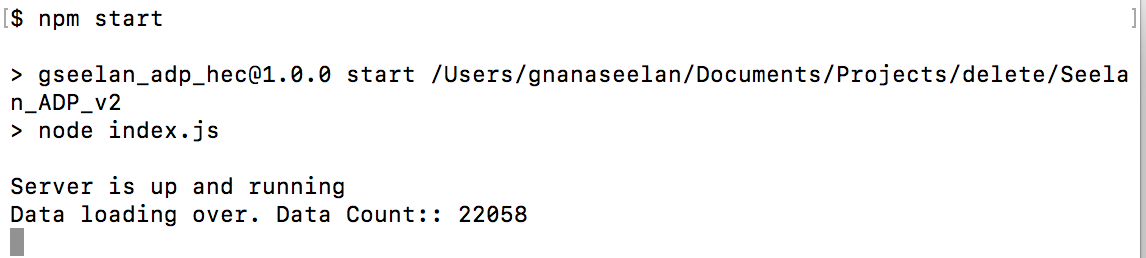 [$ npm start ]
> gseelan_adp_hec@1.0.0 start /Users/gnanaseelan/Documents/Projects/delete/Seela
n_ADP_v2
> node index.js
Server is up and running
Data loading over. Data Count:: 22058